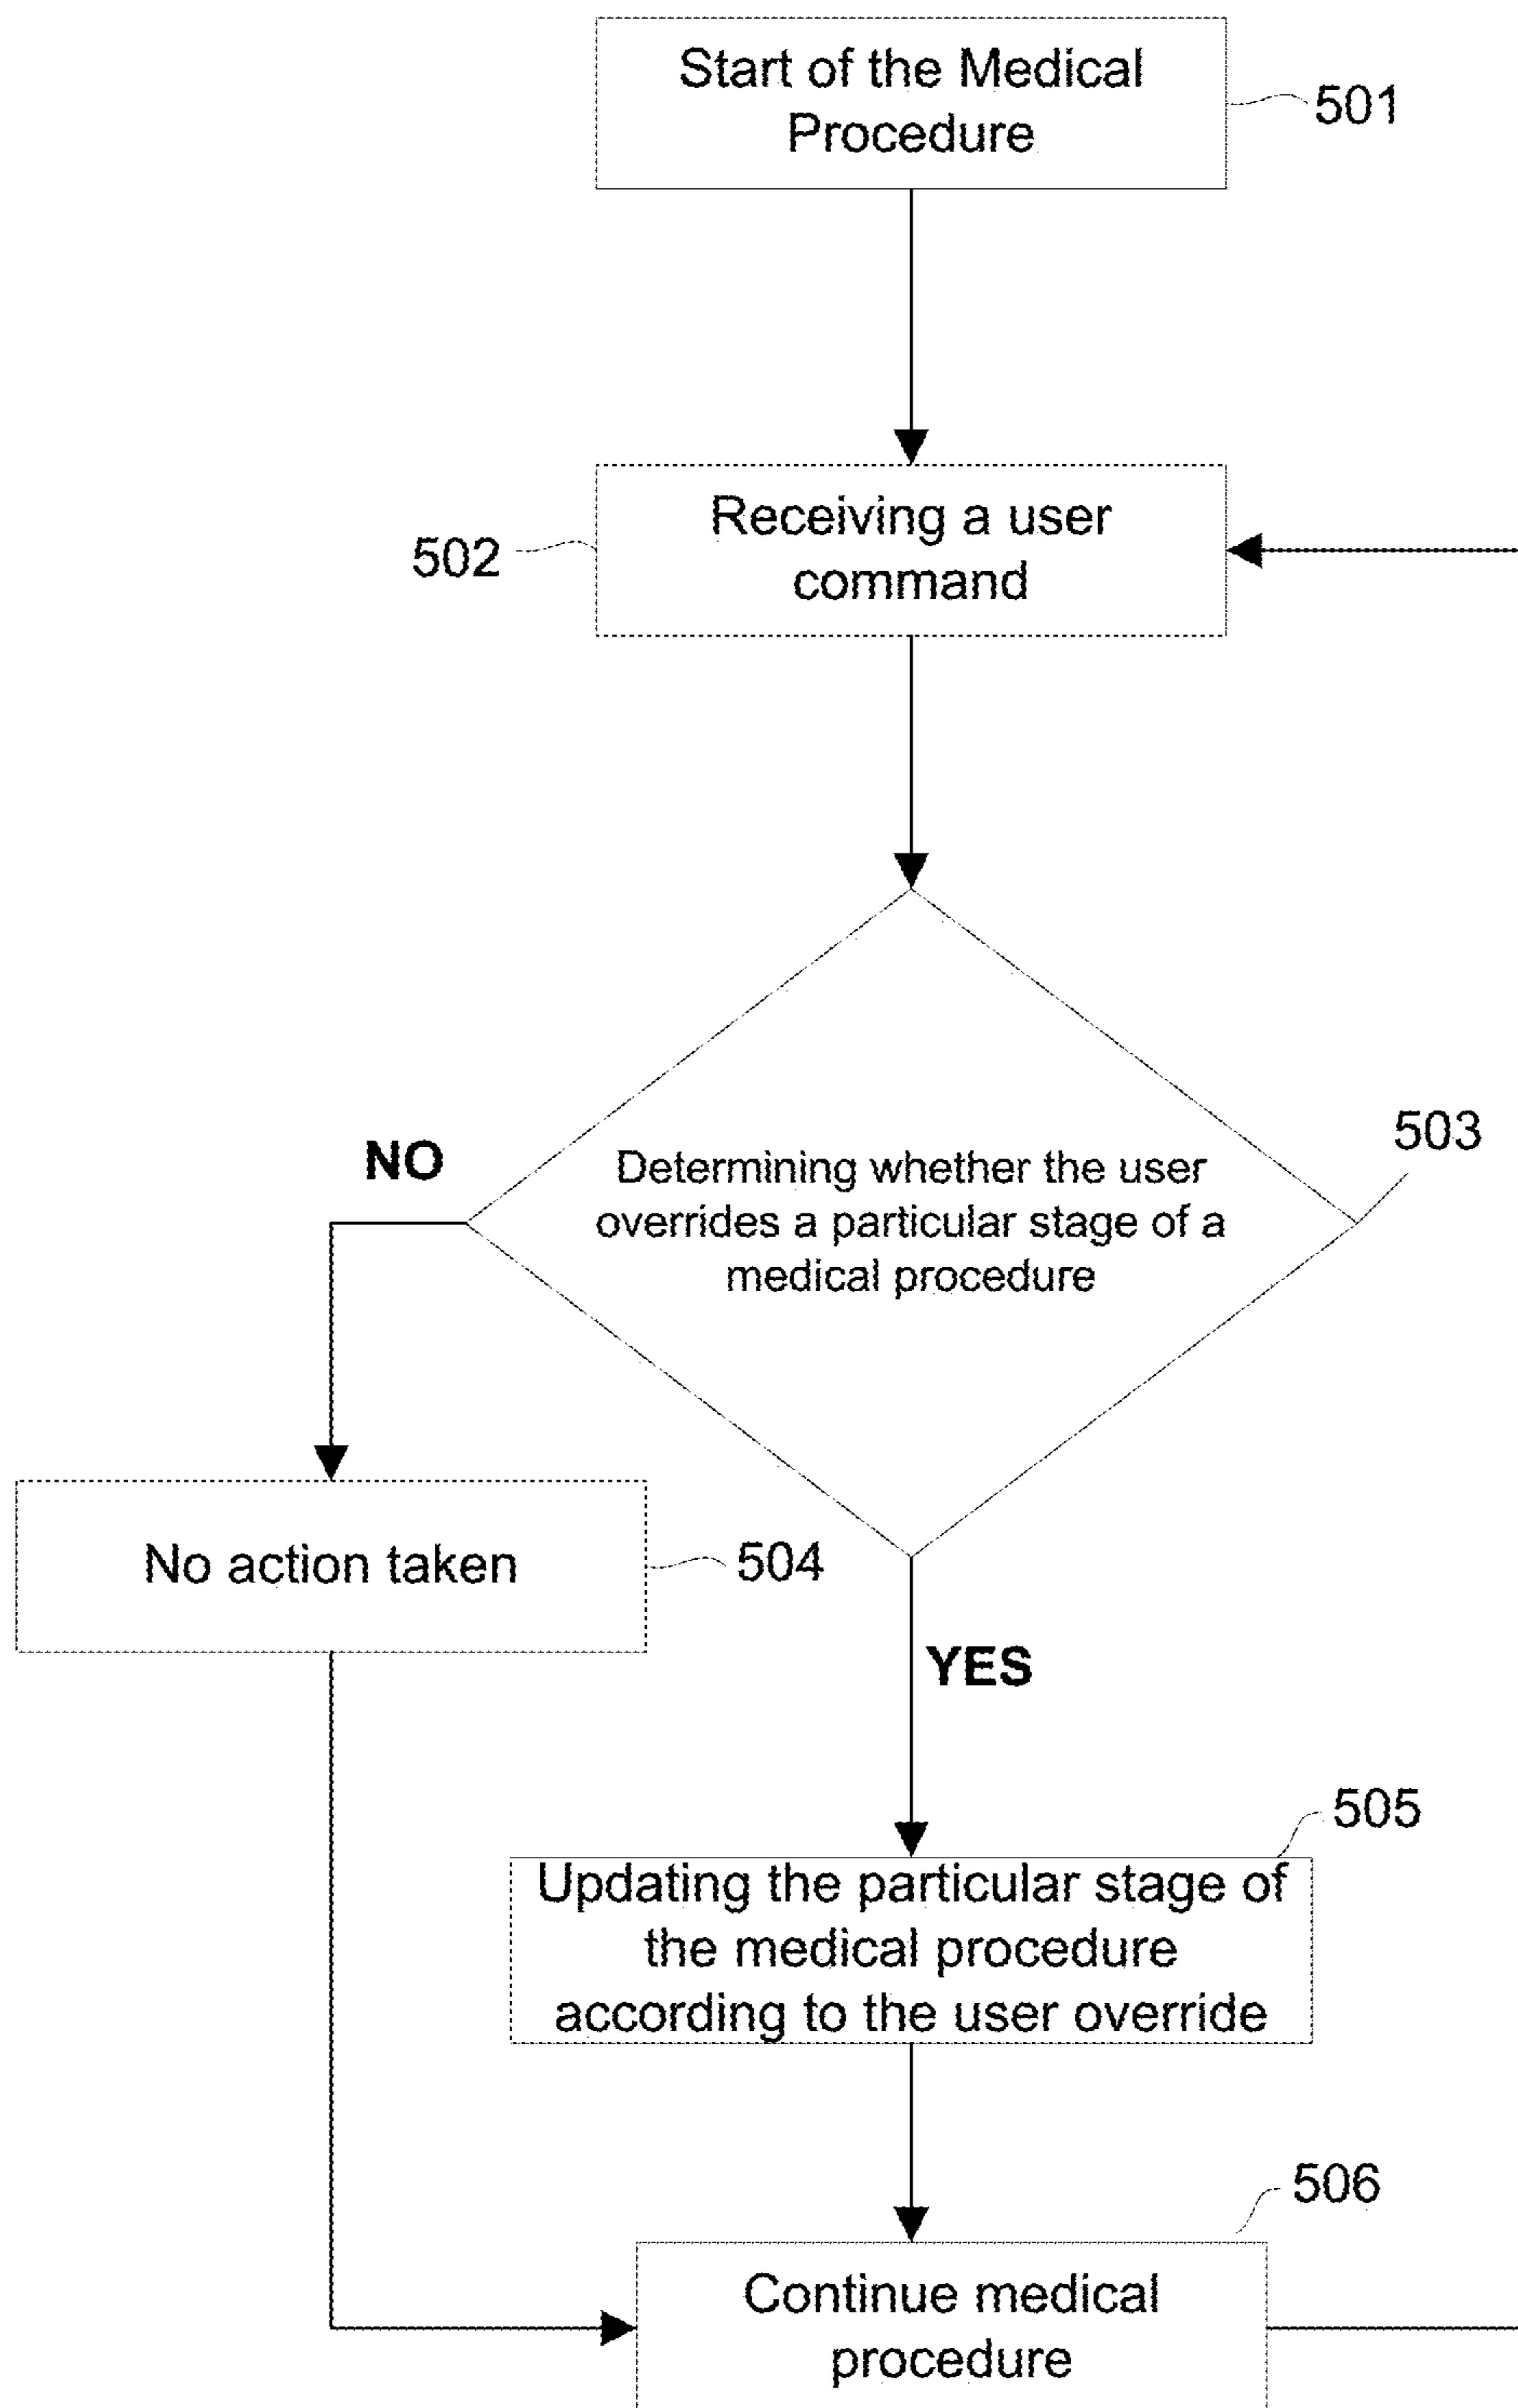 Start of the Medical
Procedure
501
Receiving a user
command
502
503
NO
Determining whether the user
overrides a particular stage of a
medical procedure
No action taken
504
YES
505
Updating the particular stage of
the medical procedure
according to the user override
506
Continue medical
procedure